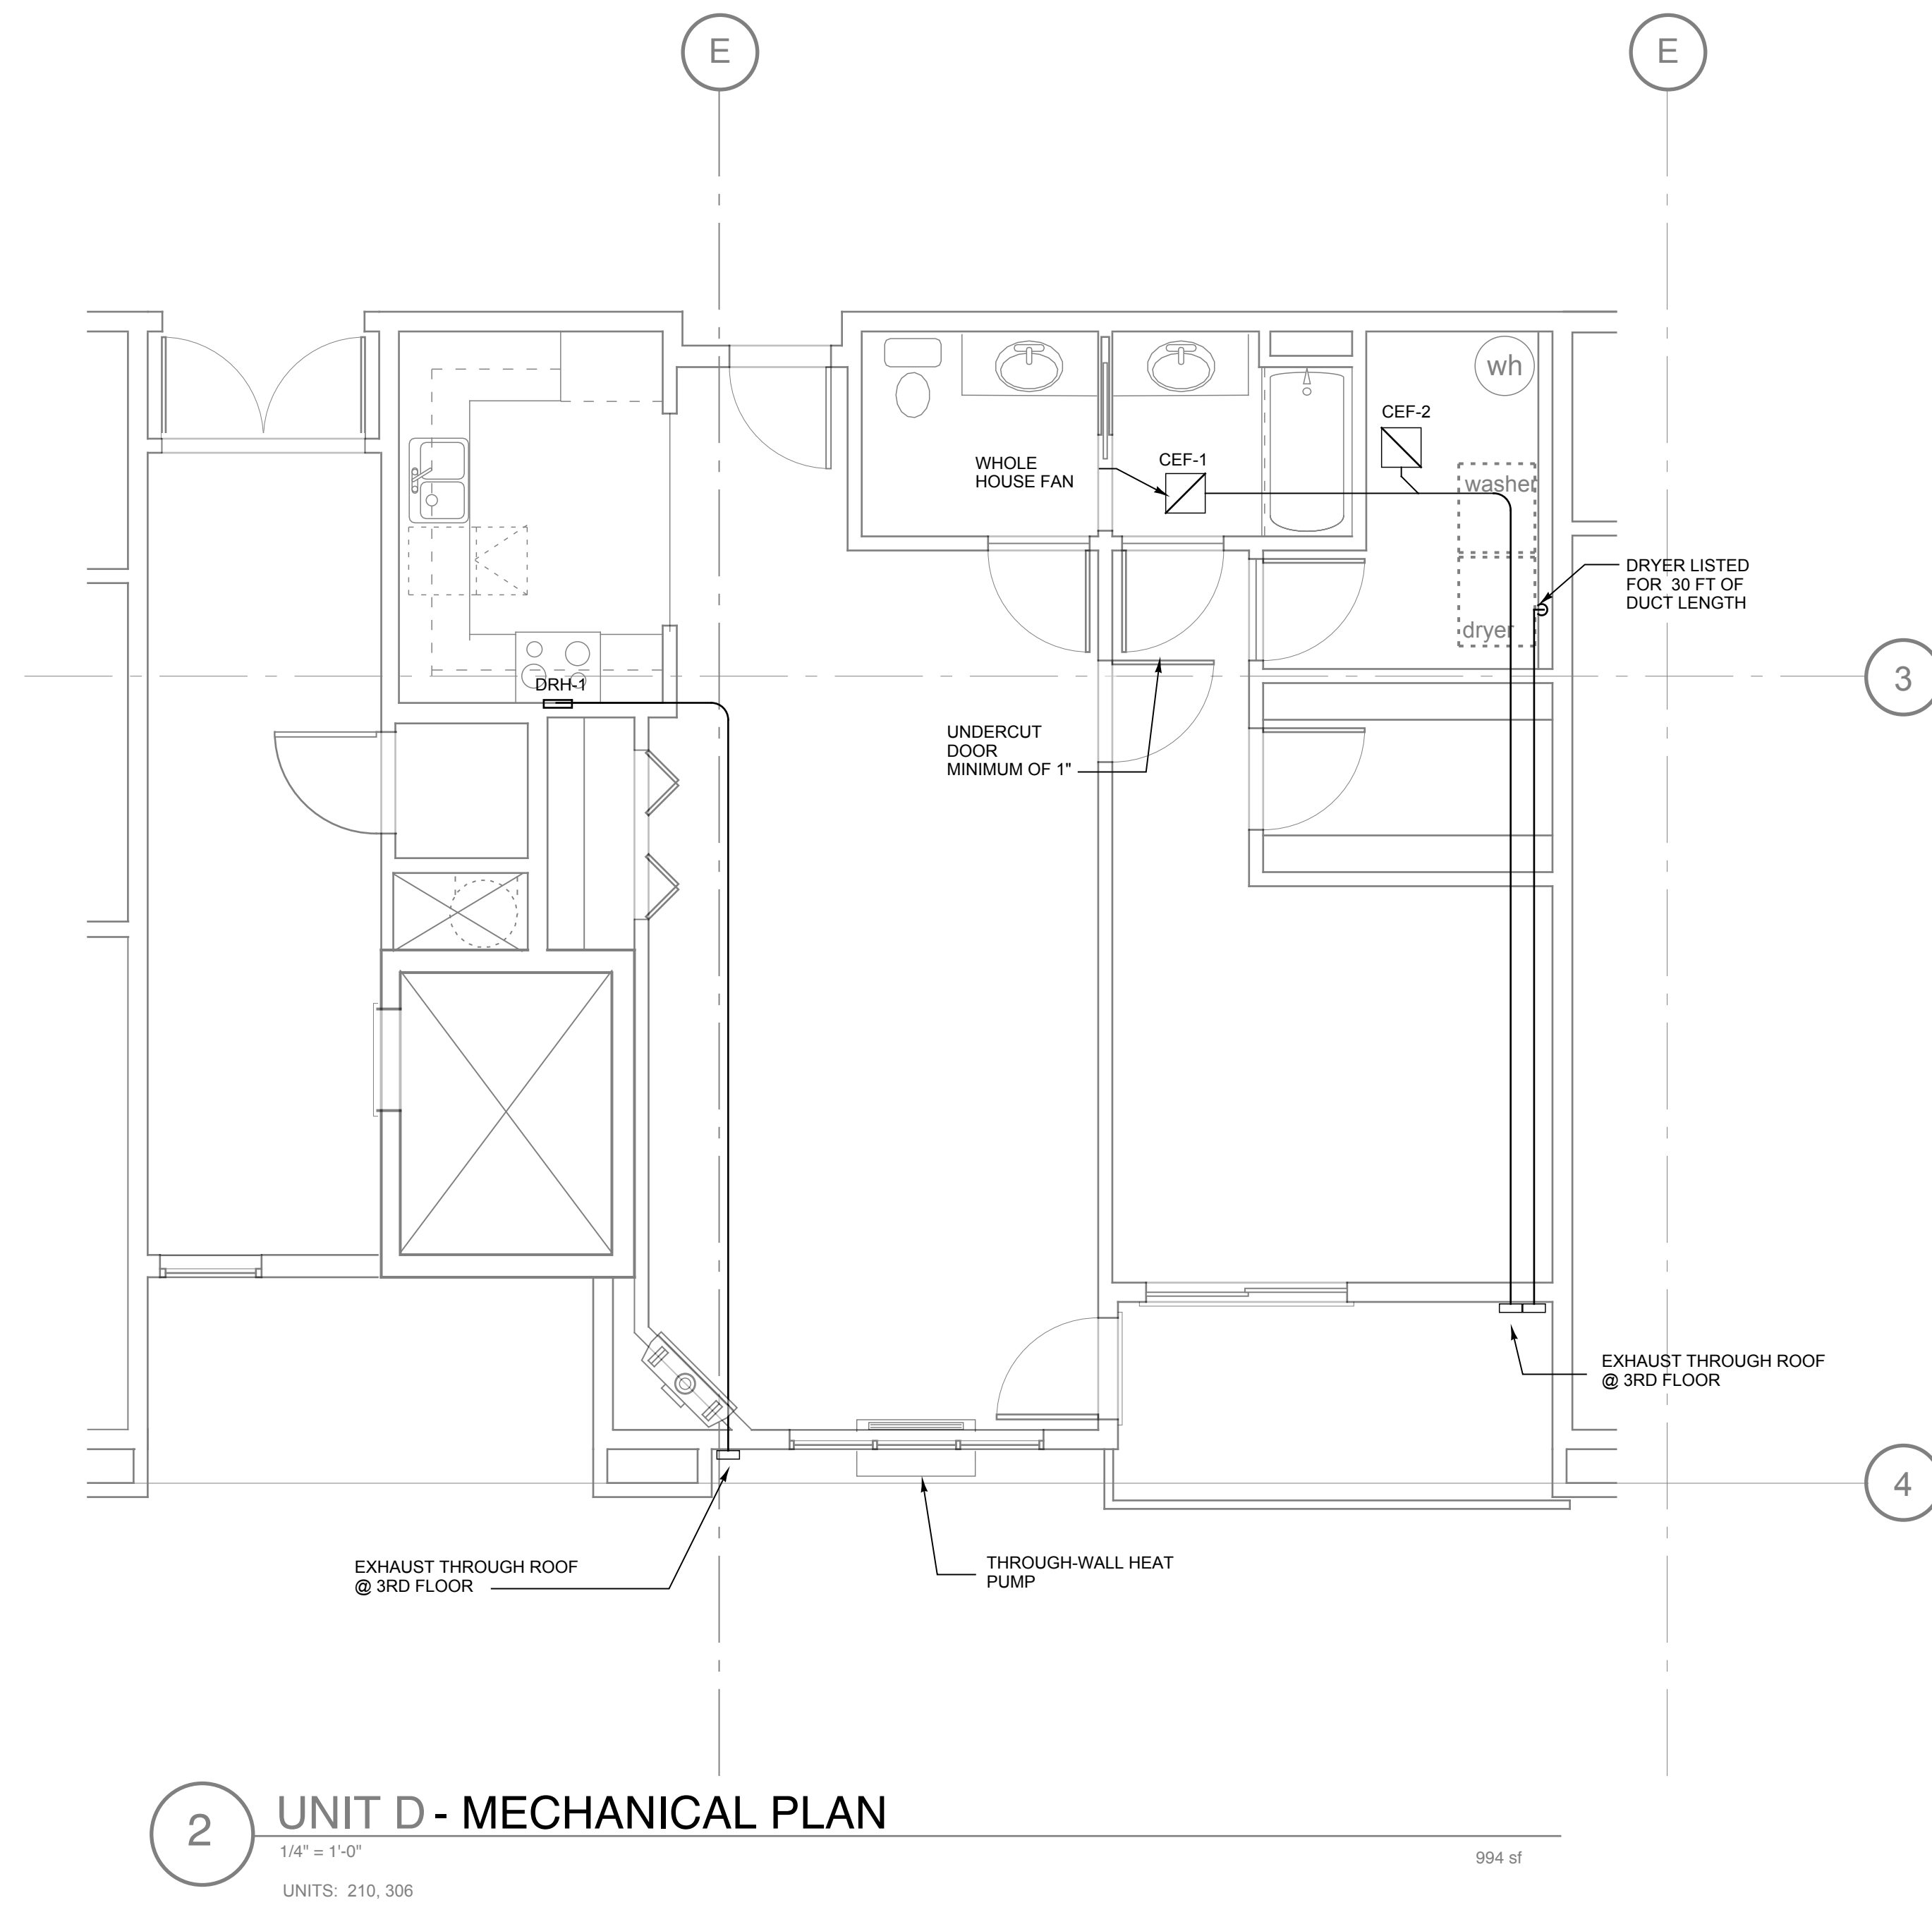 E
E
wh
CEF-2
WHOLE
HOUSE FAN
CEF-1
washer
DRYER LISTED
FOR  30 FT OF
DUCT LENGTH
dryer
3
DRH-1
UNDERCUT
DOOR
MINIMUM OF 1"
EXHAUST THROUGH ROOF
@ 3RD FLOOR
4
EXHAUST THROUGH ROOF
@ 3RD FLOOR
THROUGH-WALL HEAT
PUMP
2
UNIT D - MECHANICAL PLAN
1/4" = 1'-0"
994 sf
UNITS:  210, 306